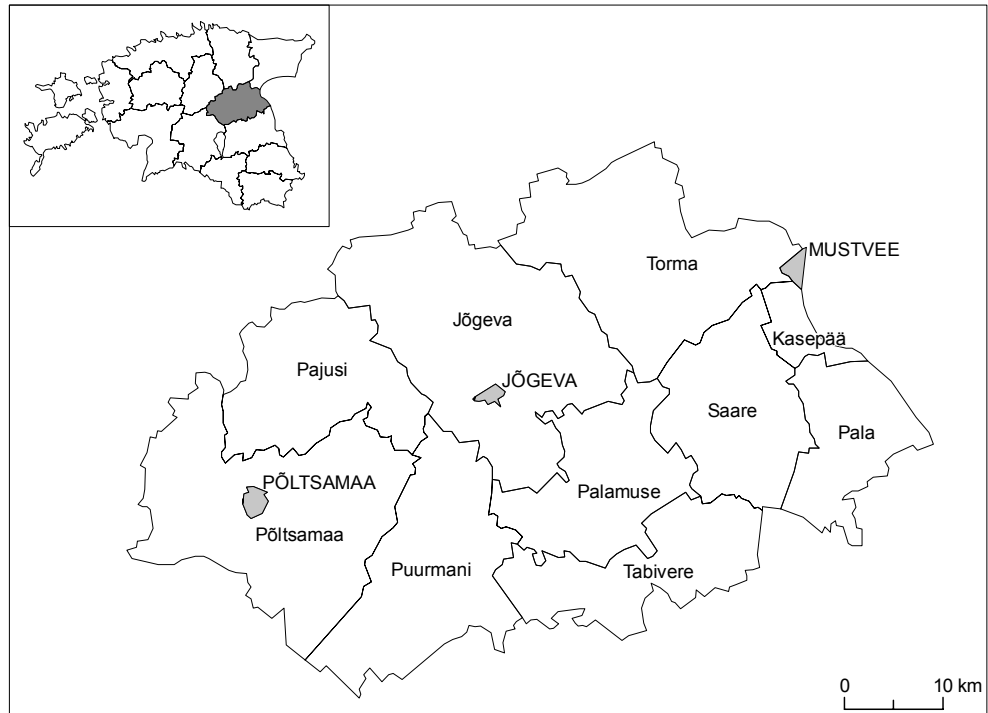 MUSTVEE
Torma
Jõgeva
Kasepää
Pajusi
JÕGEVA
Saare
Pala
PÕLTSAMAA
Palamuse
Põltsamaa
Puurmani
Tabivere
0 10 km